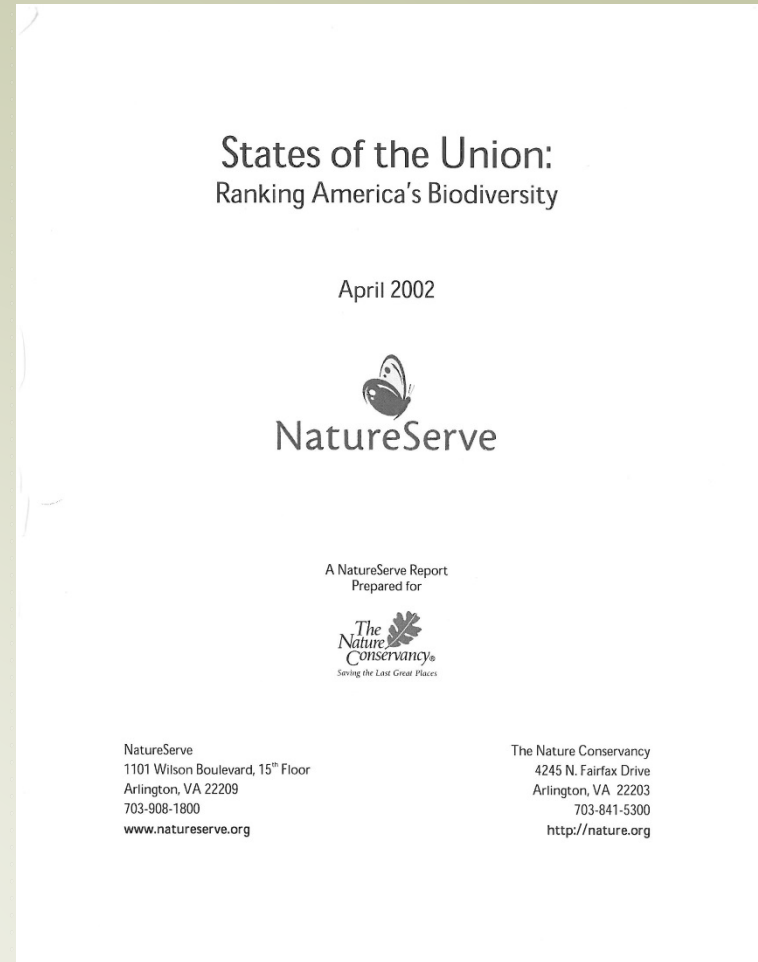 States of the Union:
Ranking America's Biodiversity
April 2002
NatureServe
A NatureServe Report
Prepared for
The
Nature
Conservancy®
Saving the Last Great Places
NatureServe
1101 Wilson Boulevard, 15th Floor
Arlington, VA 22209
703-908-1800
www.natureserve.org
The Nature Conservancy
4245 N. Fairfax Drive
Arlington, VA 22203
703-841-5300
http://nature.org